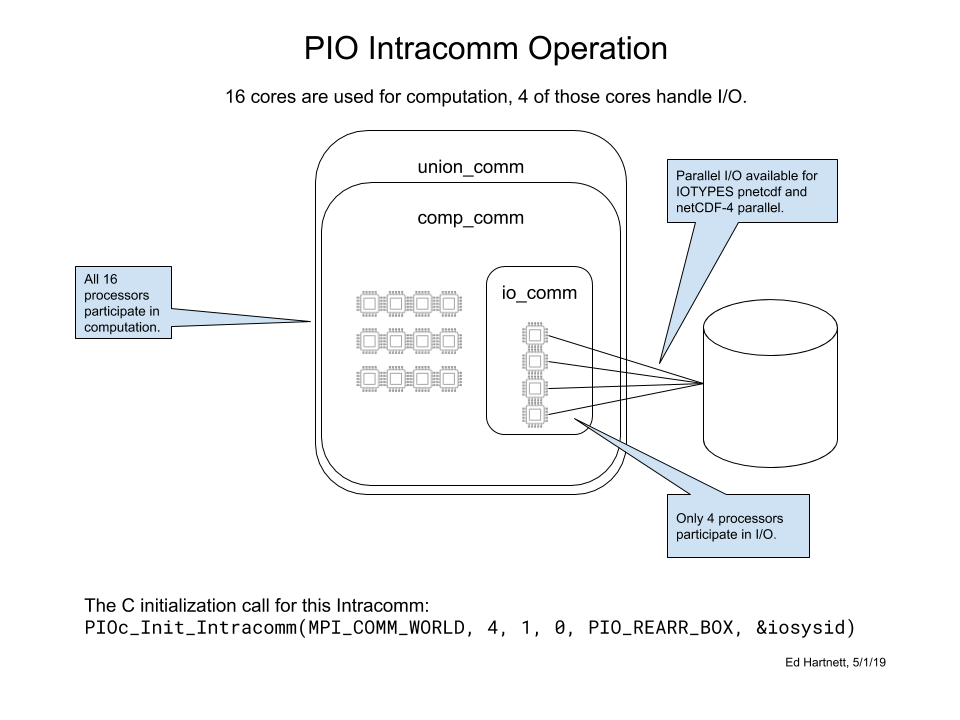 PIO Intracomm Operation
16 cores are used for computation, 4 of those cores handle I/O.
union_comm
Parallel I/O available for
IOTYPES pnetcdf and
netCDF-4 parallel.
comp_comm
All 16
processors
participate in
computation.
io_comm
Only 4 processors
participate in I/O.
The C initialization call for this Intracomm:
PIOc_Init_Intracomm(MPI_COMM_WORLD, 4, 1, 0, PIO_REARR_BOX, &iosysid)
Ed Hartnett, 5/1/19